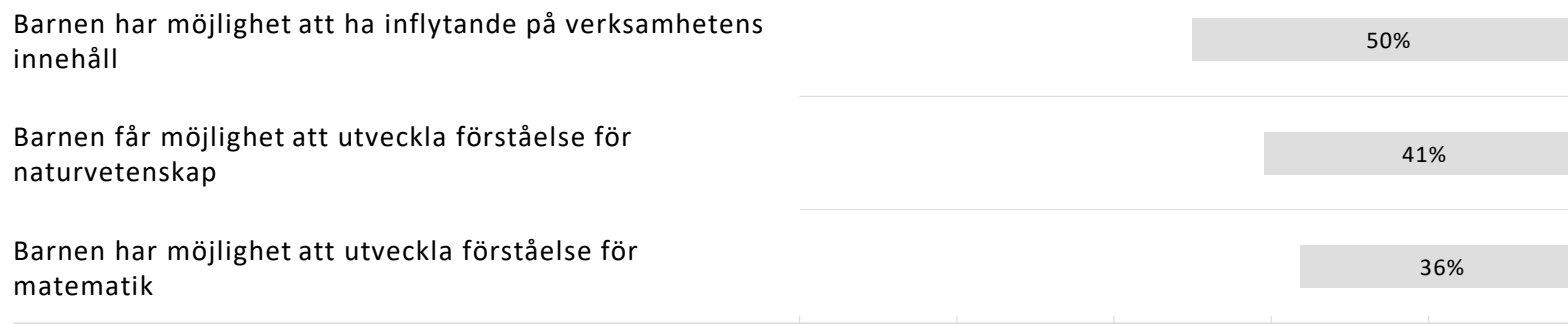 Barnen har möjlighet att ha inflytande på verksamhetens
innehåll
50%
Barnen får möjlighet att utveckla förståelse för
naturvetenskap
41%
Barnen har möjlighet att utveckla förståelse för
matematik
36%